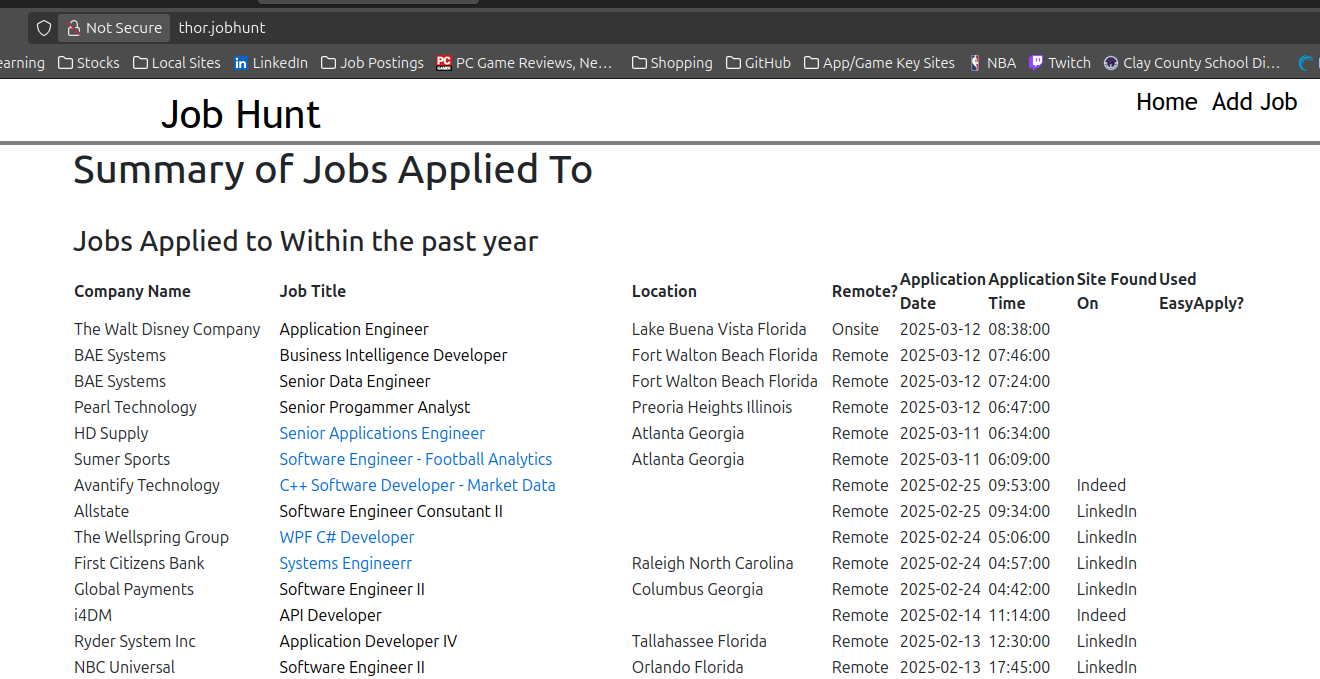 Not Secure thor.jobhunt
earning Stocks Local Sites LinkedIn Job Postings PC Game Reviews, Ne… Shopping GitHub App/Game Key Sites NBA Twitch Clay County School Di…
Job Hunt Home Add Job
Summary of Jobs Applied To
Jobs Applied to Within the past year
Company Name Job Title Location Remote? Application Date Application Time Site Found On Used EasyApply?
The Walt Disney Company Application Engineer Lake Buena Vista Florida Onsite 2025-03-12 08:38:00
BAE Systems Business Intelligence Developer Fort Walton Beach Florida Remote 2025-03-12 07:46:00
BAE Systems Senior Data Engineer Fort Walton Beach Florida Remote 2025-03-12 07:24:00
Pearl Technology Senior Progammer Analyst Preoria Heights Illinois Remote 2025-03-12 06:47:00
HD Supply Senior Applications Engineer Atlanta Georgia Remote 2025-03-11 06:34:00
Sumer Sports Software Engineer - Football Analytics Atlanta Georgia Remote 2025-03-11 06:09:00
Avantify Technology C++ Software Developer - Market Data Remote 2025-02-25 09:53:00 Indeed
Allstate Software Engineer Consutant II Remote 2025-02-25 09:34:00 LinkedIn
The Wellspring Group WPF C# Developer Remote 2025-02-24 05:06:00 LinkedIn
First Citizens Bank Systems Engineerr Raleigh North Carolina Remote 2025-02-24 04:57:00 LinkedIn
Global Payments Software Engineer II Columbus Georgia Remote 2025-02-24 04:42:00 LinkedIn
i4DM API Developer Remote 2025-02-14 11:14:00 Indeed
Ryder System Inc Application Developer IV Tallahassee Florida Remote 2025-02-13 12:30:00 LinkedIn
NBC Universal Software Engineer II Orlando Florida Remote 2025-02-13 17:45:00 LinkedIn